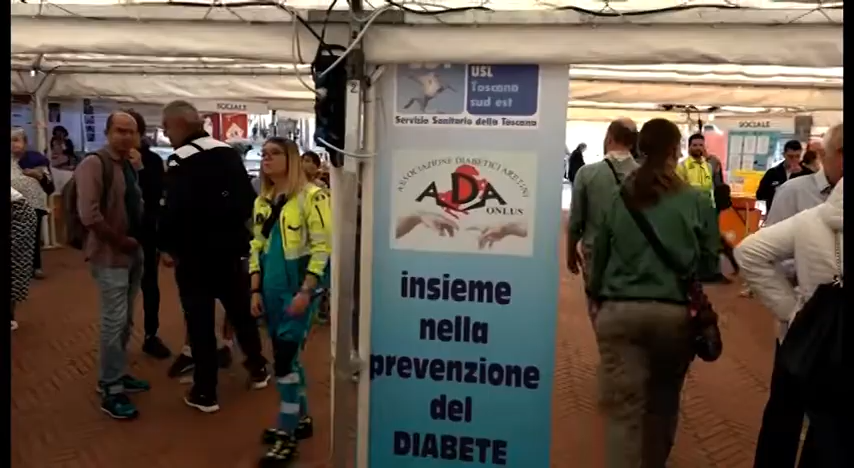 SOCIALE
USL
Toscana
sud est
Servizio Sanitario della Toscana
ASSOCIAZIONE DIABETICI ARETINI
ADA
ONLUS
insieme
nella
prevenzione
del
DIABETE
SOCIALE